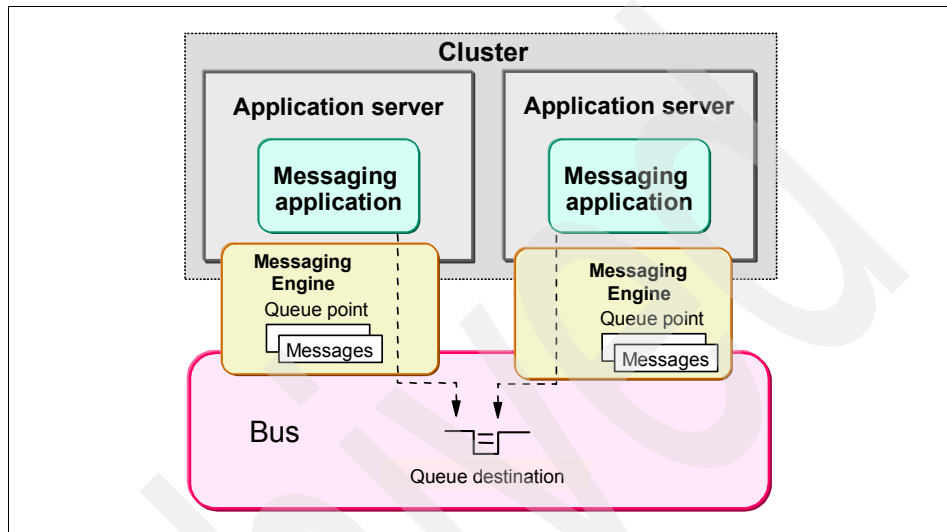 Cluster
Application server
Application server
Messaging
application
Messaging
application
Messaging
Engine
Queue point
Messages
Messaging
Engine
Queue point
Messages
Bus
Queue destination